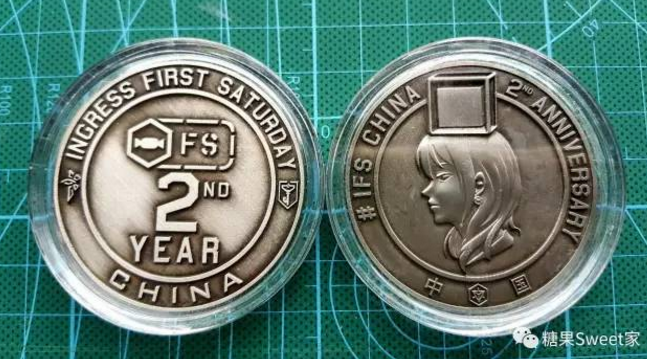 INGRESS FIRST SATURDAY
FS
2ND
YEAR
CHINA
#IFS CHINA 2ND ANNIVERSARY
中 国
糖果Sweet家